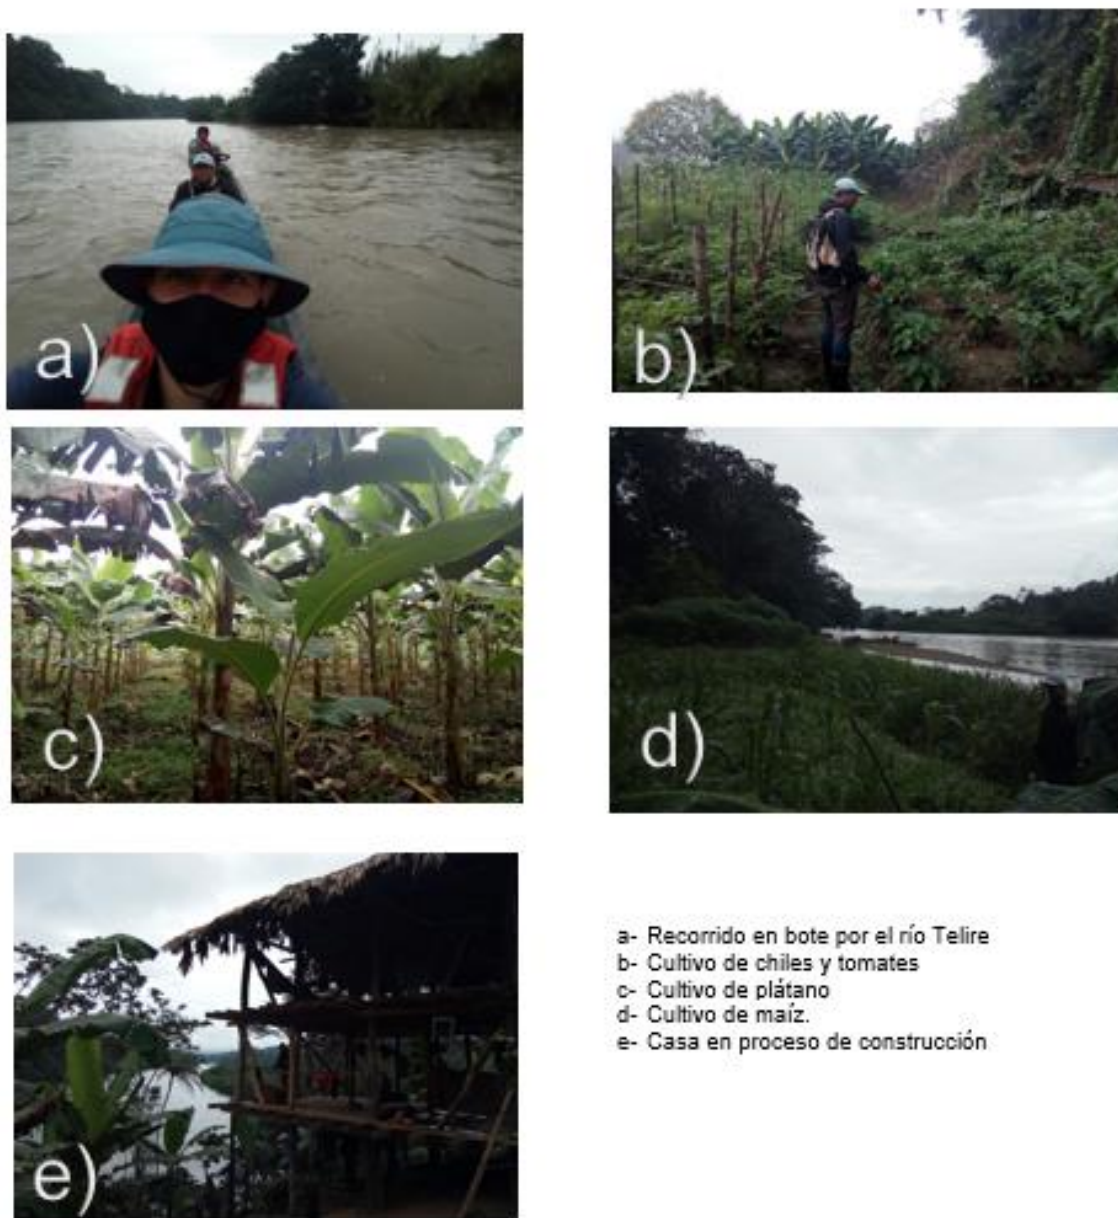 a)
b)
c)
d)
e)
a- Recorrido en bote por el río Telire
b- Cultivo de chiles y tomates
c- Cultivo de plátano
d- Cultivo de maíz.
e- Casa en proceso de construcción